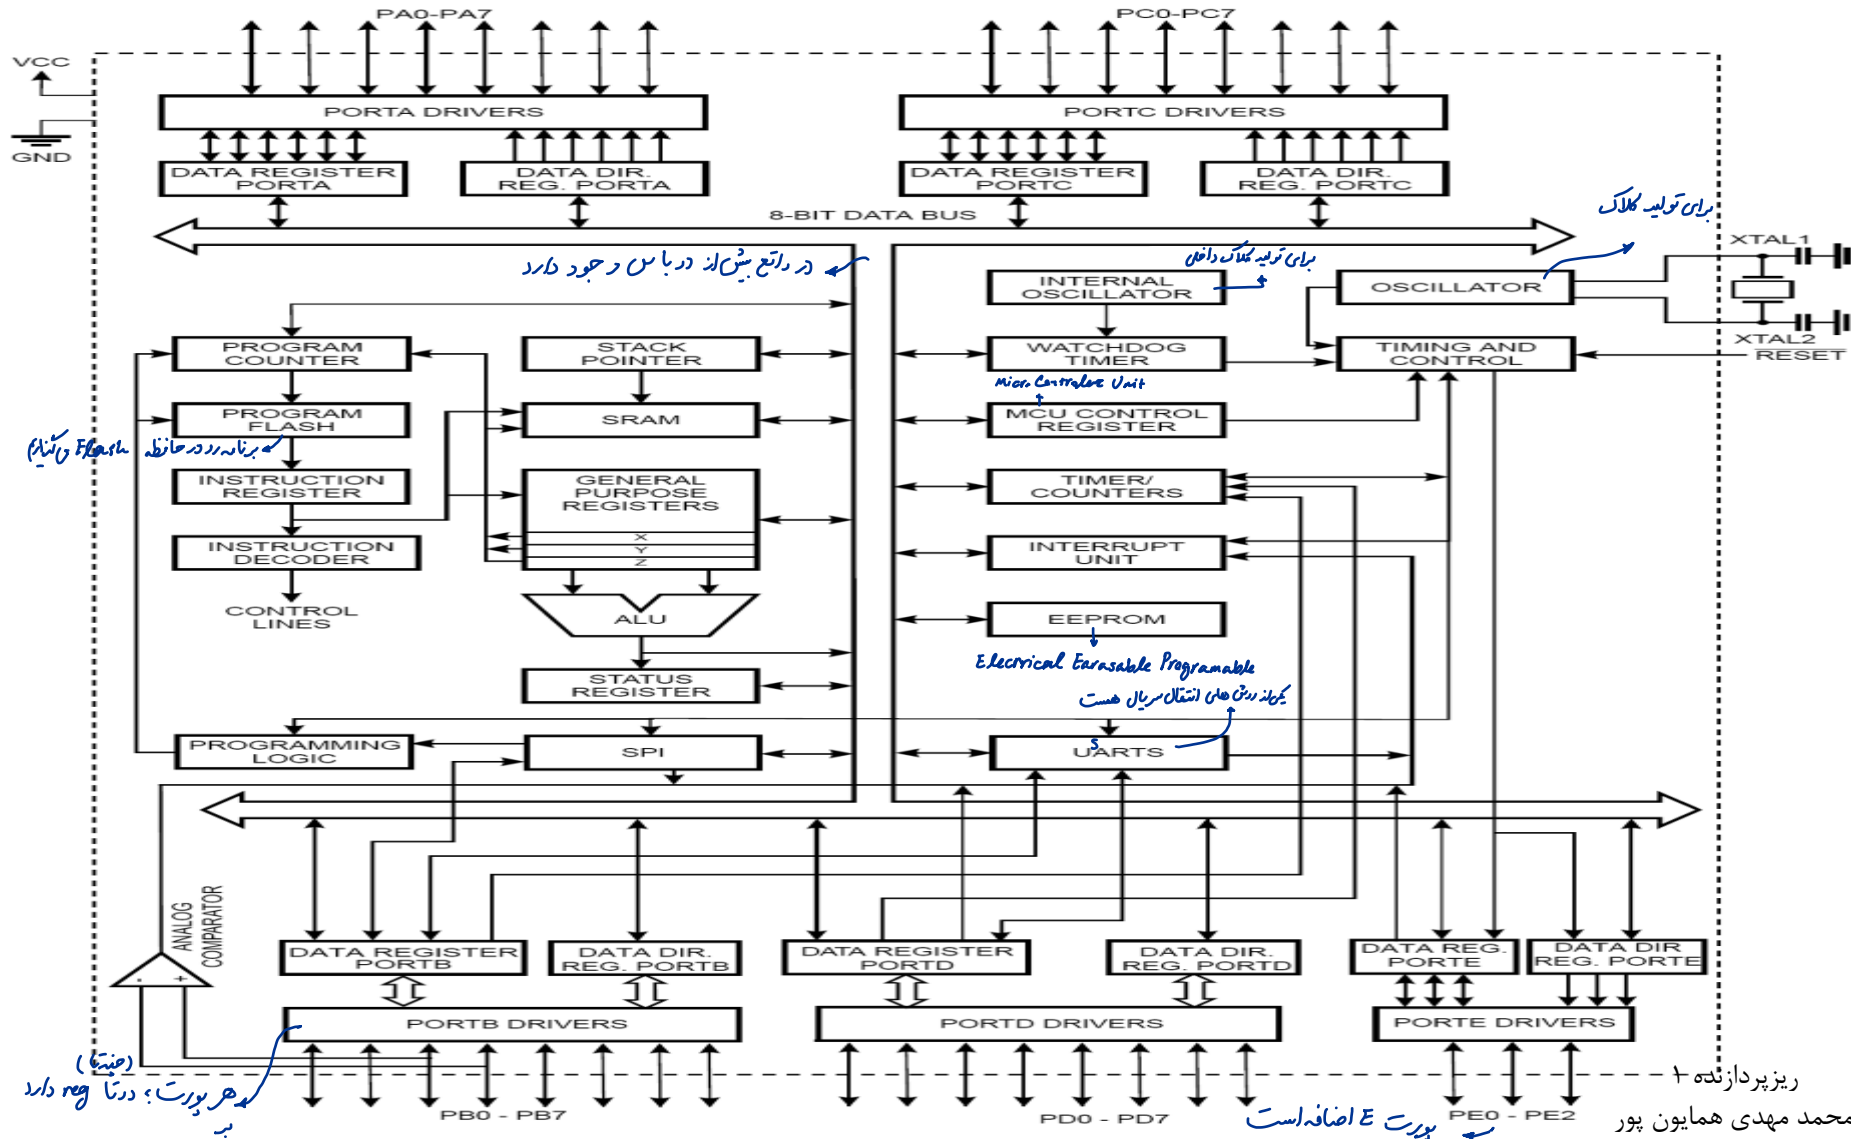 PA0-PA7
PC0-PC7
VCC
GND
PORTA DRIVERS
PORTC DRIVERS
DATA REGISTER
PORTA
DATA DIR.
REG. PORTA
DATA REGISTER
PORTC
DATA DIR.
REG. PORTC
8-BIT DATA BUS
برای تولید کلاک
در واقع بیش از دو باس وجود دارد
برای تولید کلاک داخلی
XTAL1
INTERNAL
OSCILLATOR
OSCILLATOR
XTAL2
RESET
PROGRAM
COUNTER
STACK
POINTER
WATCHDOG
TIMER
TIMING AND
CONTROL
PROGRAM
FLASH
SRAM
MCU CONTROL
REGISTER
برنامه رو در حافظه Flash
INSTRUCTION
REGISTER
GENERAL
PURPOSE
REGISTERS
X
Y
Z
TIMER/
COUNTERS
INSTRUCTION
DECODER
INTERRUPT
UNIT
CONTROL
LINES
ALU
EEPROM
Electrical Earasable Programable
یکی از روش های انتقال سریال هست
STATUS
REGISTER
PROGRAMMING
LOGIC
SPI
S
UARTS
ANALOG
COMPARATOR
- +
DATA REGISTER
PORTB
DATA DIR.
REG. PORTB
DATA REGISTER
PORTD
DATA DIR.
REG. PORTD
DATA REG.
PORTE
DATA DIR
REG. PORTE
PORTB DRIVERS
PORTD DRIVERS
PORTE DRIVERS
هر پورت؛ دوتا reg دارد
PB0 - PB7
PD0 - PD7
پورت E اضافه است
PE0 - PE2
ریزپردازنده ۱
محمد مهدی همایون پور